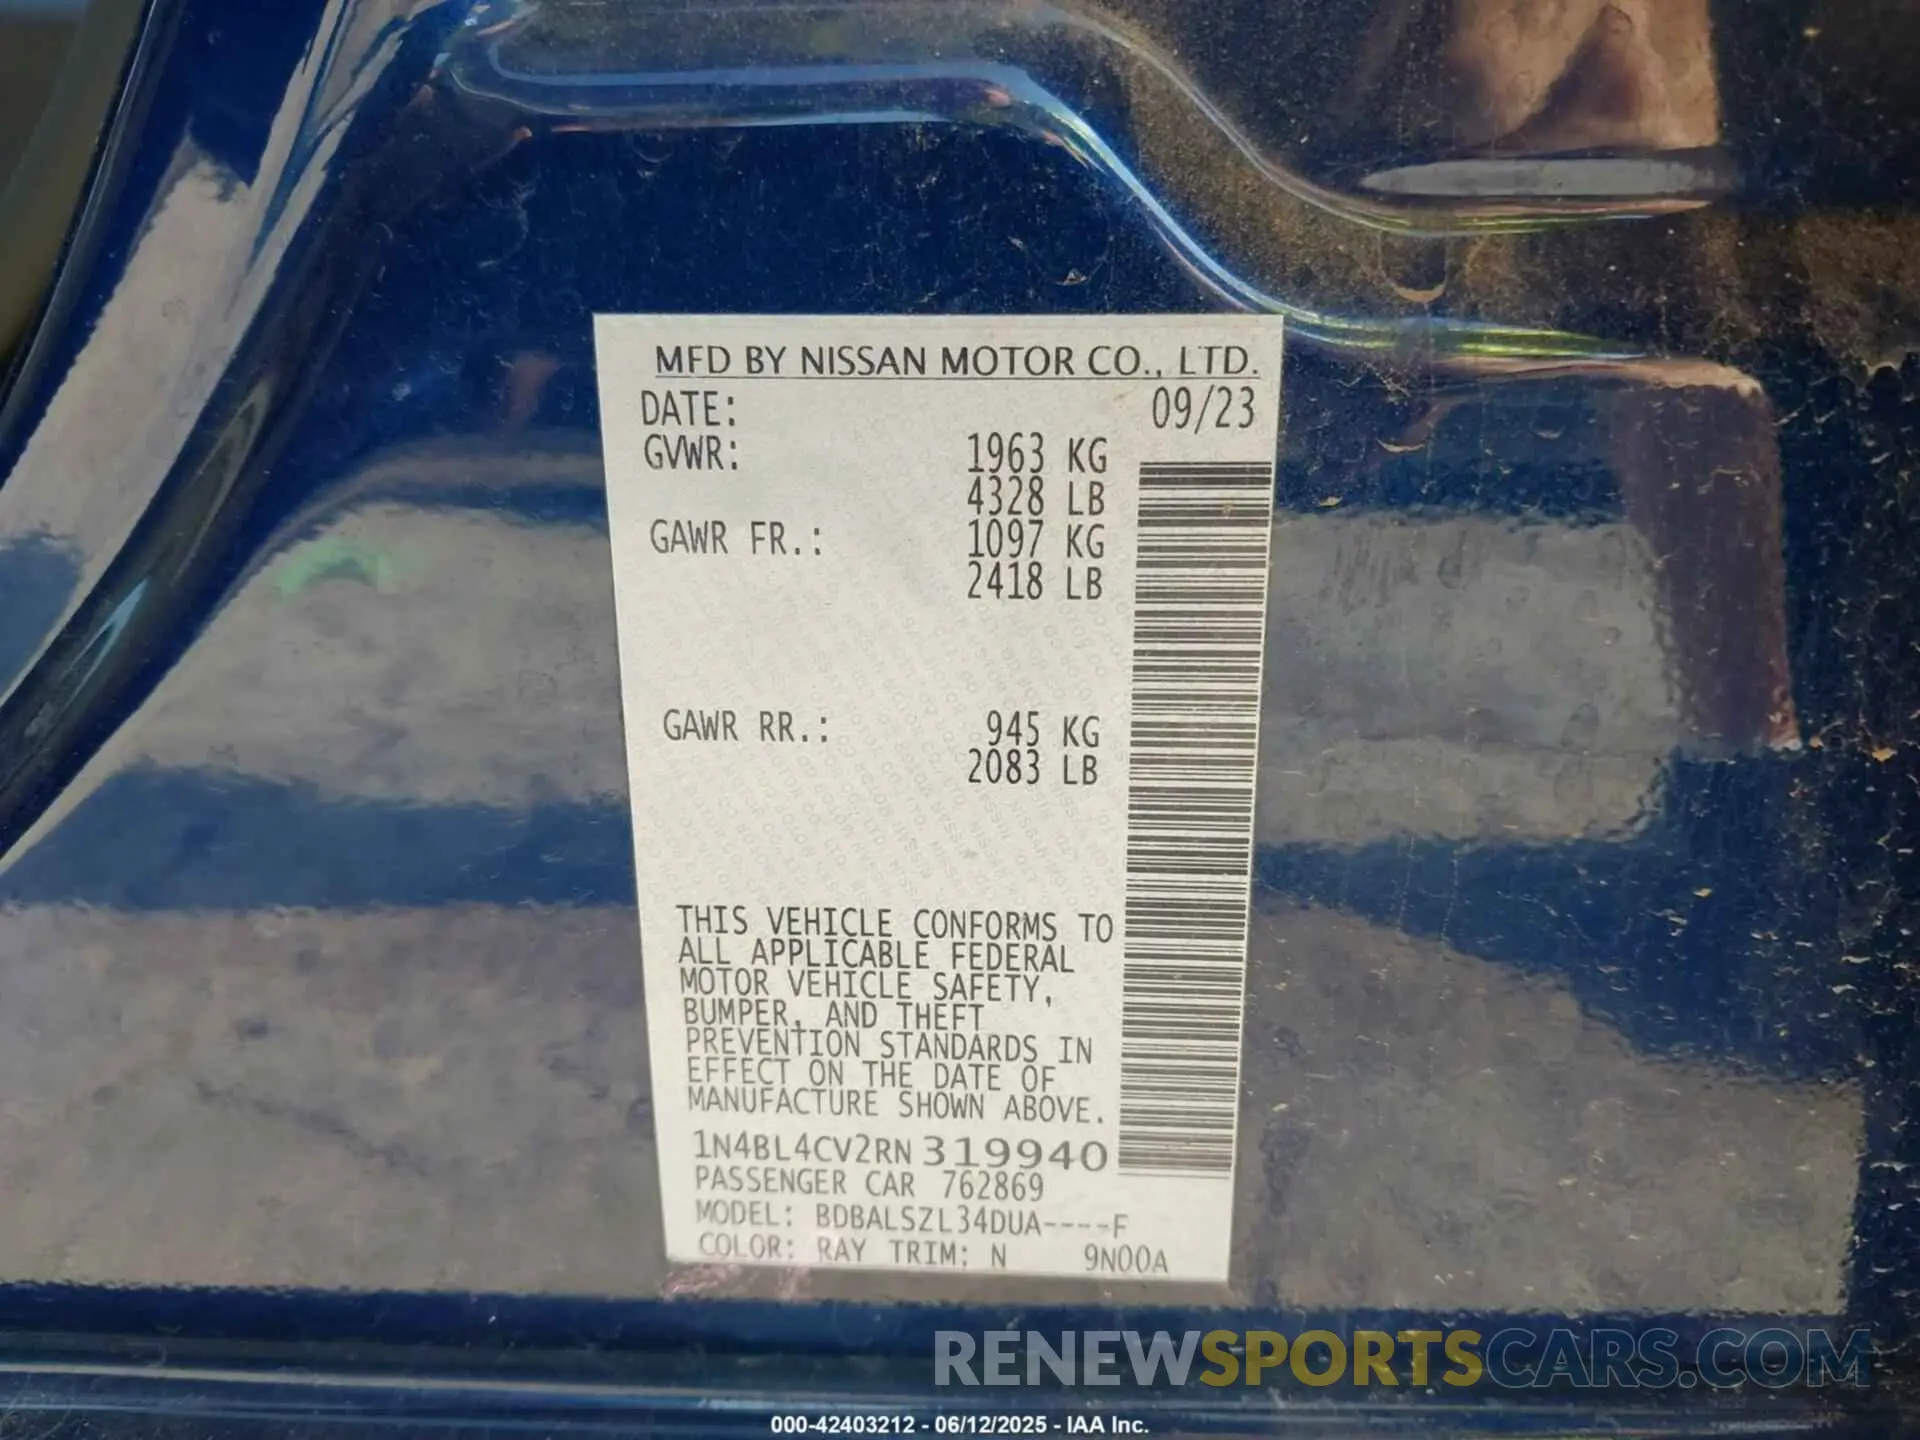 MFD BY NISSAN MOTOR CO., LTD.
DATE: 09/23
GVWR: 1963 KG
4328 LB
GAWR FR.: 1097 KG
2418 LB
GAWR RR.: 945 KG
2083 LB
THIS VEHICLE CONFORMS TO
ALL APPLICABLE FEDERAL
MOTOR VEHICLE SAFETY,
BUMPER, AND THEFT
PREVENTION STANDARDS IN
EFFECT ON THE DATE OF
MANUFACTURE SHOWN ABOVE.
1N4BL4CV2RN319940
PASSENGER CAR 762869
MODEL: BDBALSZL34DUA----F
COLOR: RAY TRIM: N 9N00A
RENEWSPORTSCARS.COM
000-42403212 - 06/12/2025 - IAA Inc.